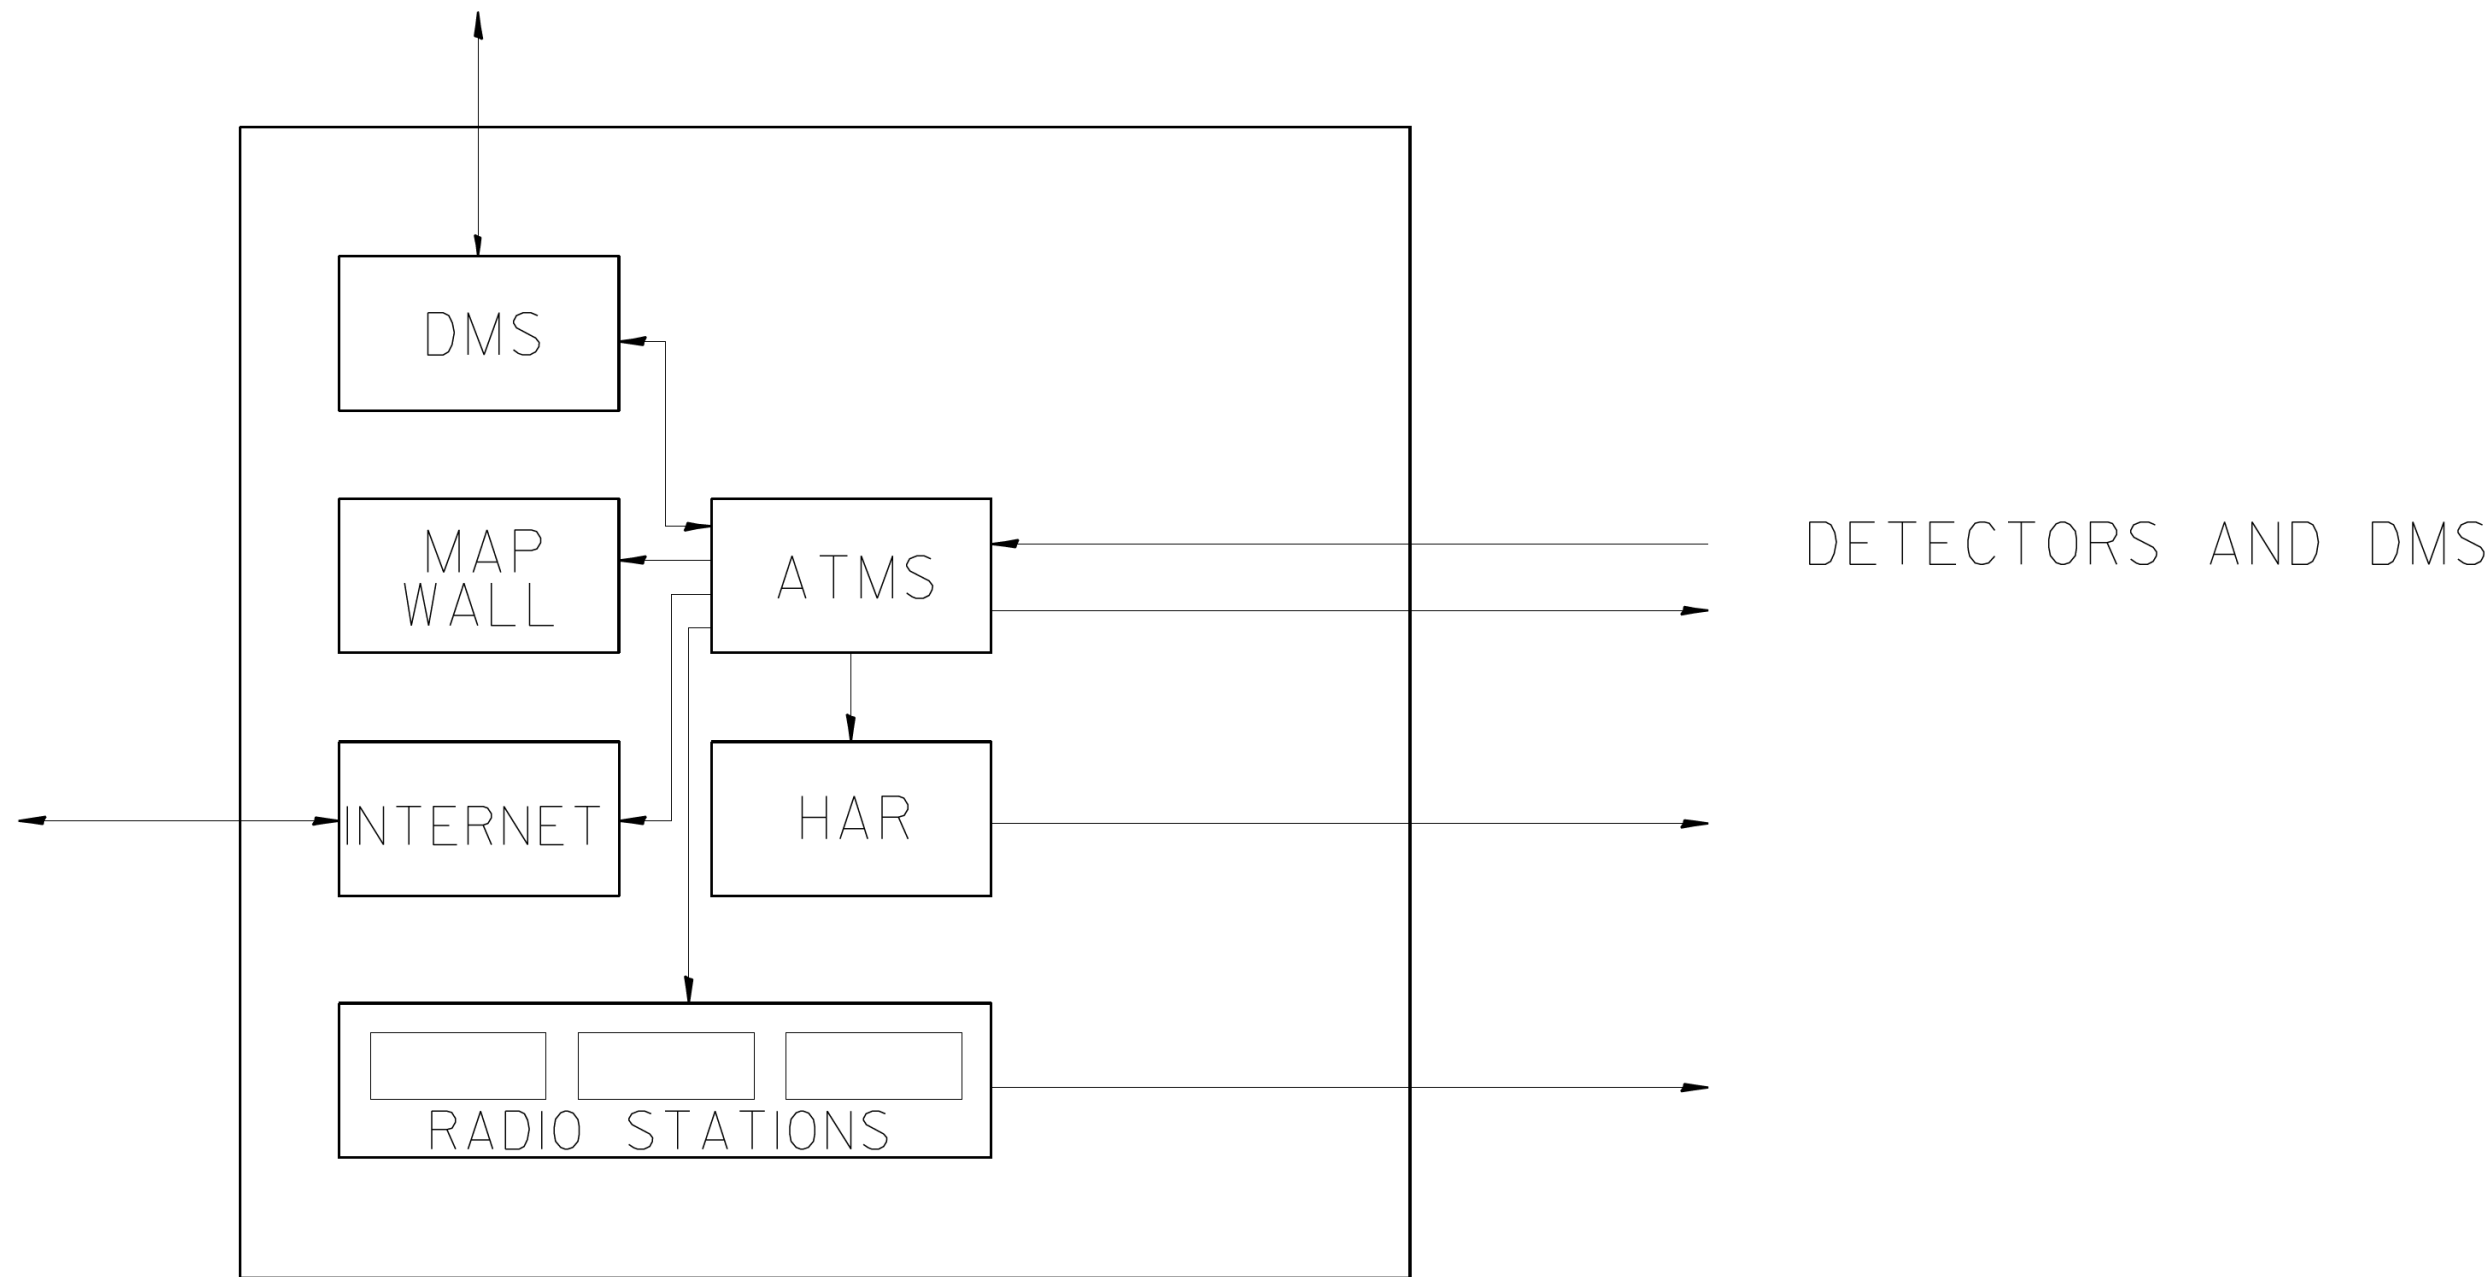 DMS
MAP
WALL
ATMS
DETECTORS AND DMS
INTERNET
HAR
RADIO STATIONS